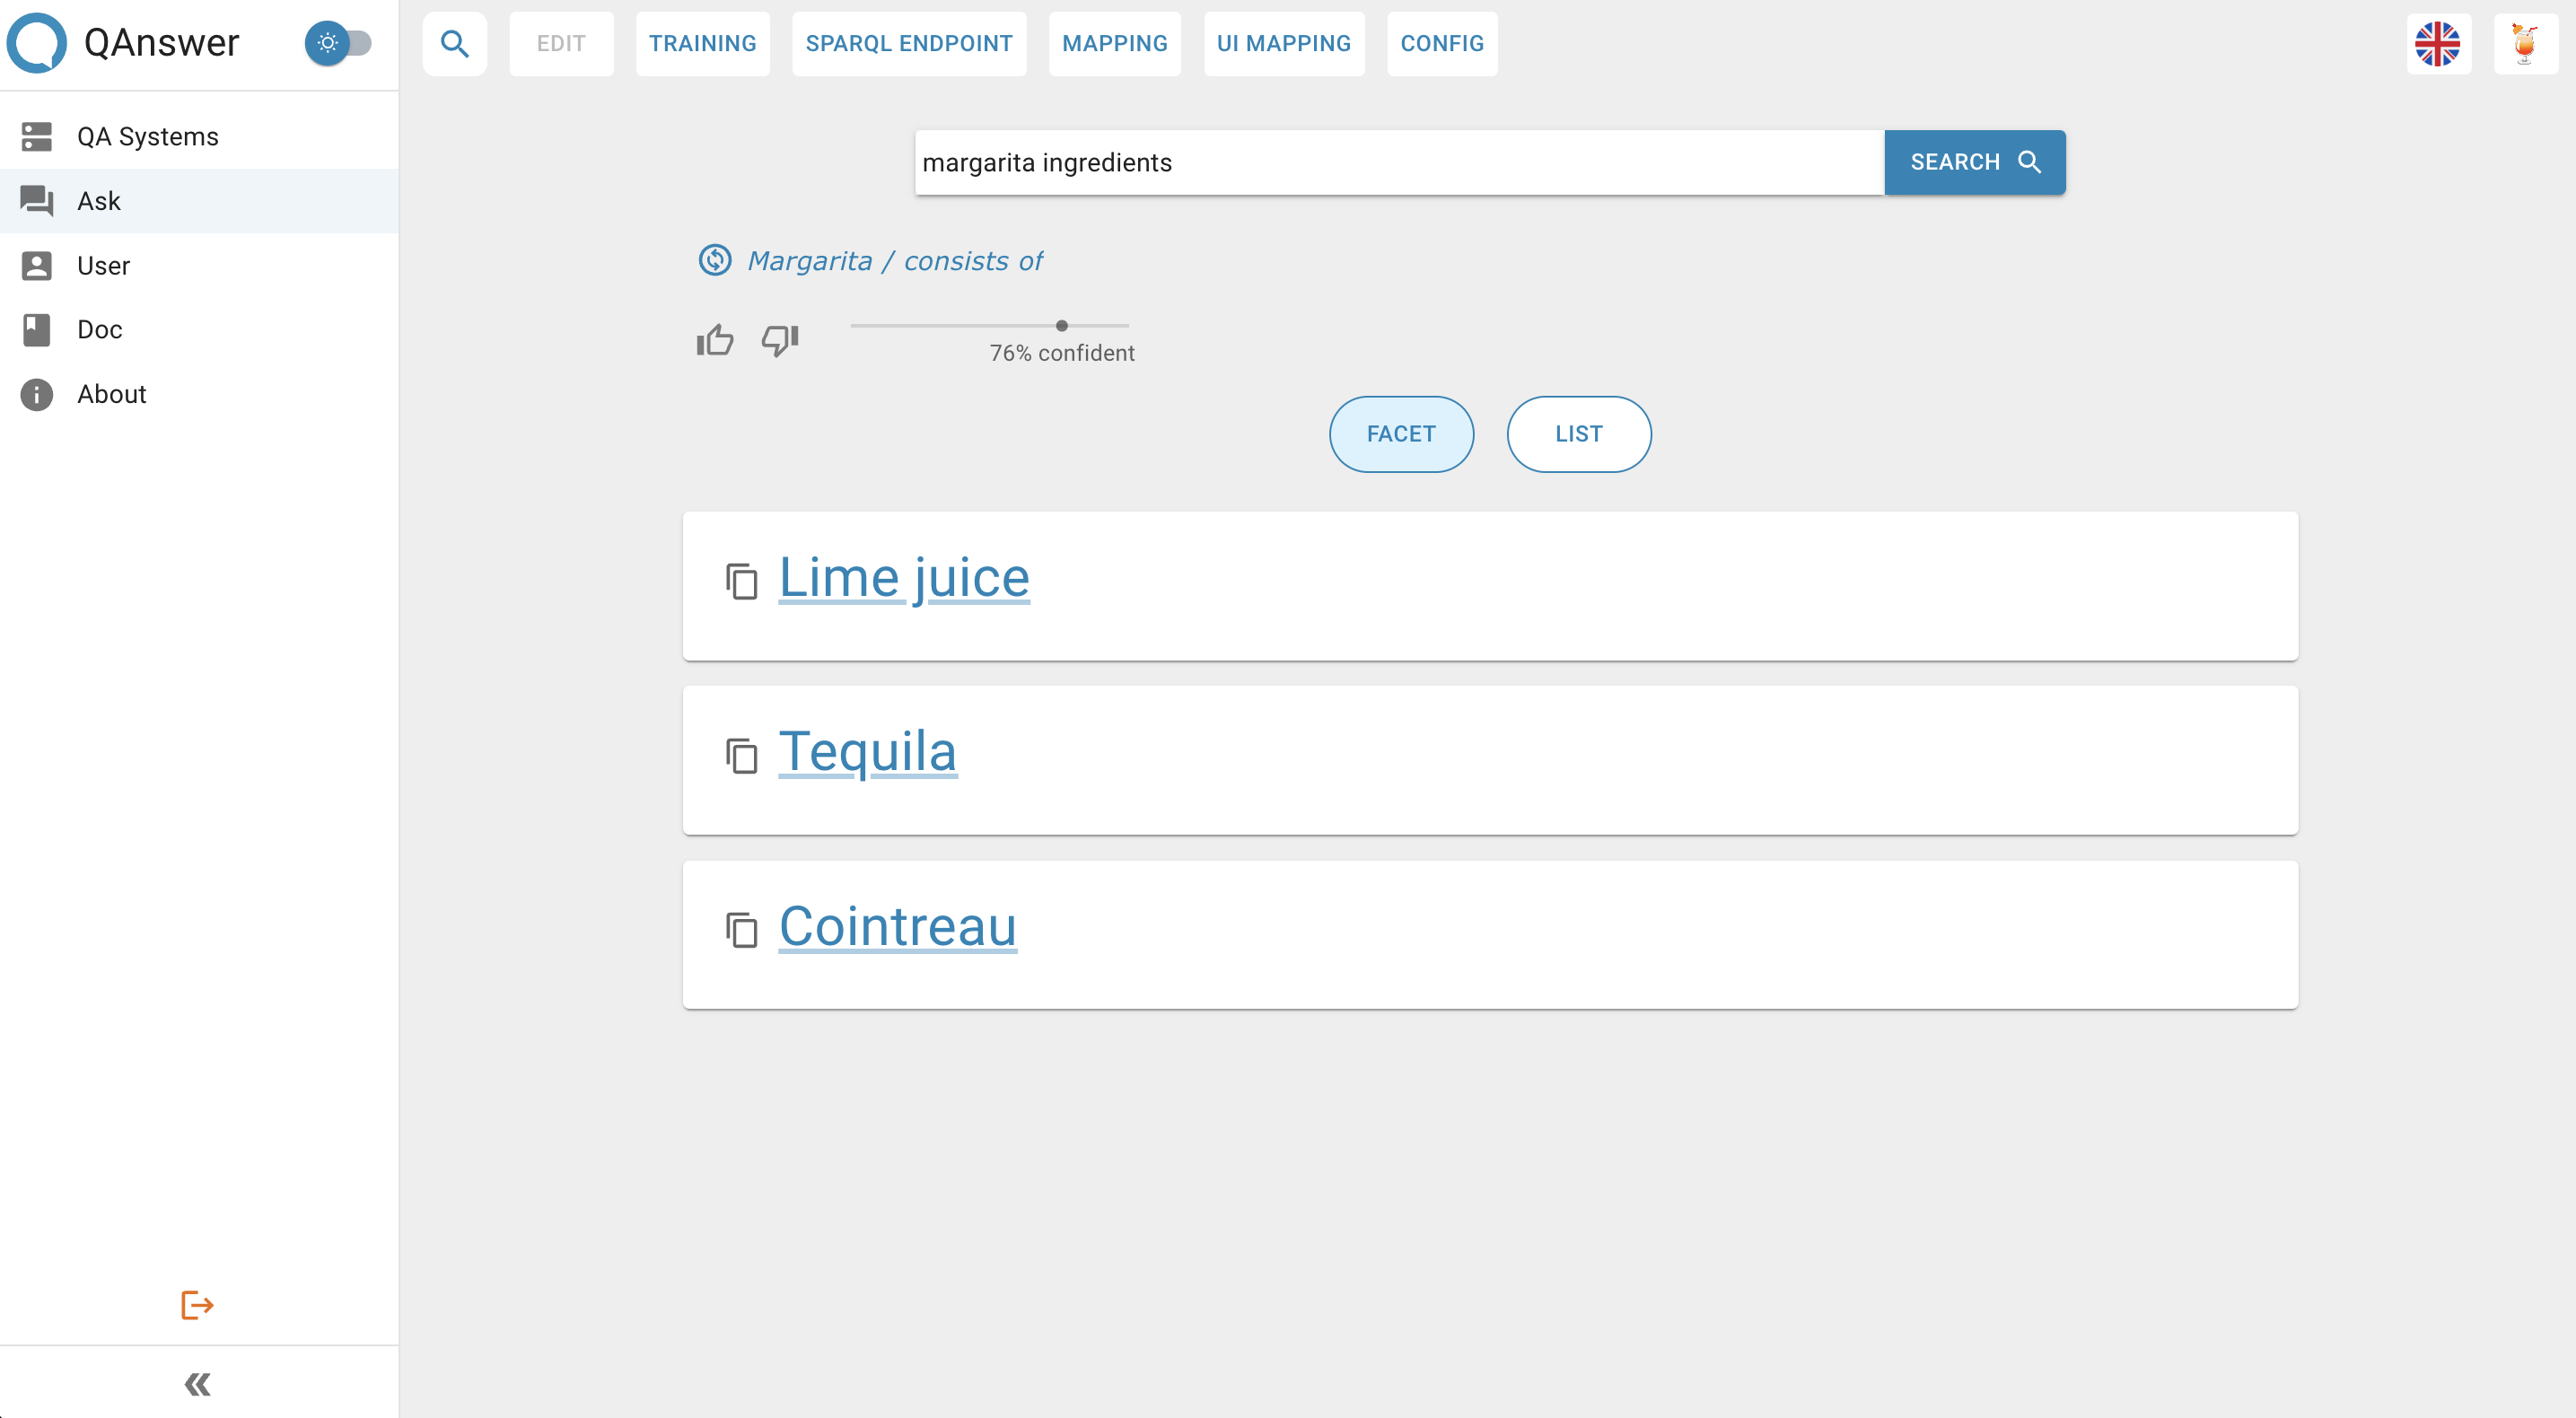 QAnswer
QA Systems
Ask
User
Doc
About
EDIT
TRAINING
SPARQL ENDPOINT
MAPPING
UI MAPPING
CONFIG
margarita ingredients
SEARCH
Margarita / consists of
76% confident
FACET
LIST
Lime juice
Tequila
Cointreau